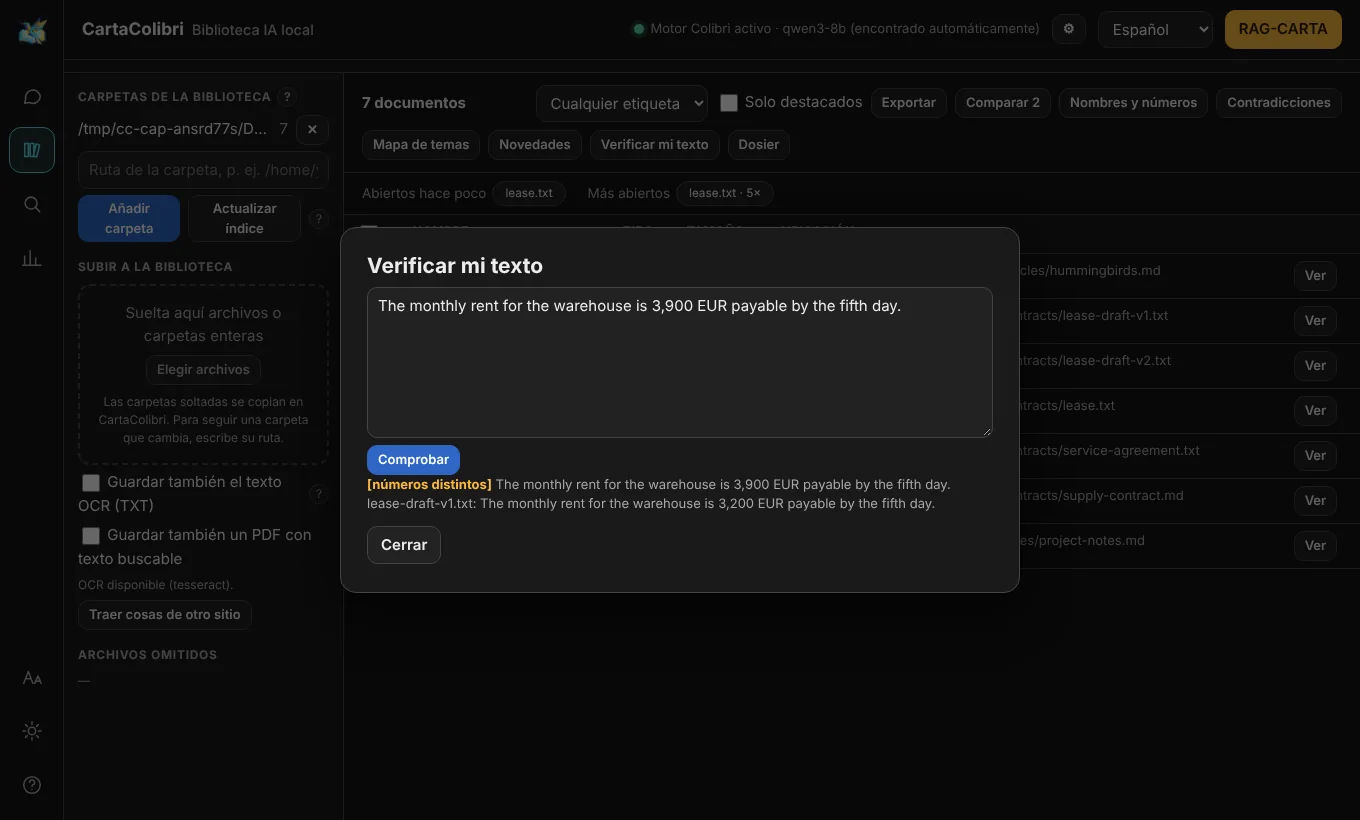 CartaColibri Biblioteca IA local
Motor Colibri activo · qwen3-8b (encontrado automáticamente)
Español
RAG-CARTA
CARPETAS DE LA BIBLIOTECA ?
/tmp/cc-cap-ansrd77s/D... 7 ×
Ruta de la carpeta, p. ej. /home/
Añadir carpeta
Actualizar índice
?
SUBIR A LA BIBLIOTECA
Suelta aquí archivos o
carpetas enteras
Elegir archivos
Las carpetas soltadas se copian en
CartaColibri. Para seguir una carpeta
que cambia, escribe su ruta.
Guardar también el texto
OCR (TXT)
?
Guardar también un PDF con
texto buscable
OCR disponible (tesseract).
Traer cosas de otro sitio
ARCHIVOS OMITIDOS
—
Aa
7 documentos
Cualquier etiqueta
Solo destacados
Exportar
Comparar 2
Nombres y números
Contradicciones
Mapa de temas
Novedades
Verificar mi texto
Dosier
Abiertos hace poco lease.txt Más abiertos lease.txt · 5×
cles/hummingbirds.md Ver
ntracts/lease-draft-v1.txt Ver
ntracts/lease-draft-v2.txt Ver
ntracts/lease.txt Ver
ntracts/service-agreement.txt Ver
ntracts/supply-contract.md Ver
es/project-notes.md Ver
Verificar mi texto
The monthly rent for the warehouse is 3,900 EUR payable by the fifth day.
Comprobar
[números distintos] The monthly rent for the warehouse is 3,900 EUR payable by the fifth day.
lease-draft-v1.txt: The monthly rent for the warehouse is 3,200 EUR payable by the fifth day.
Cerrar